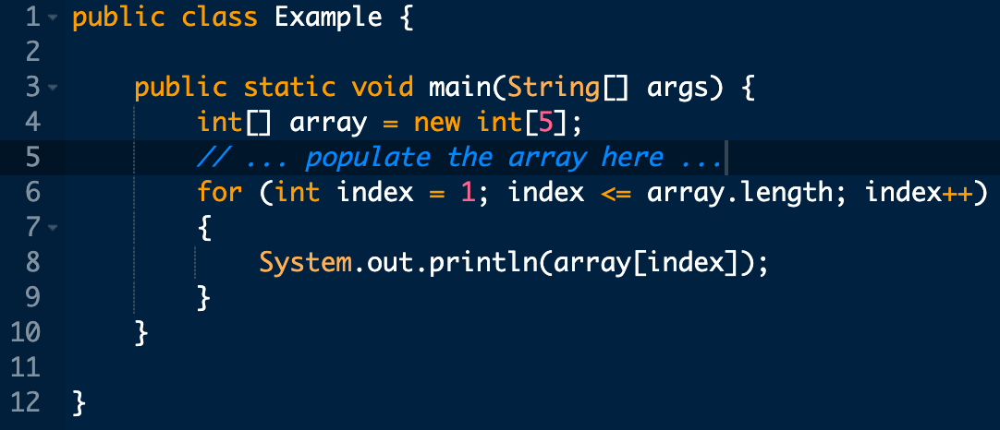 1 public class Example {
2
3     public static void main(String[] args) {
4         int[] array = new int[5];
5         // ... populate the array here ...
6         for (int index = 1; index <= array.length; index++)
7         {
8             System.out.println(array[index]);
9         }
10     }
11
12 }